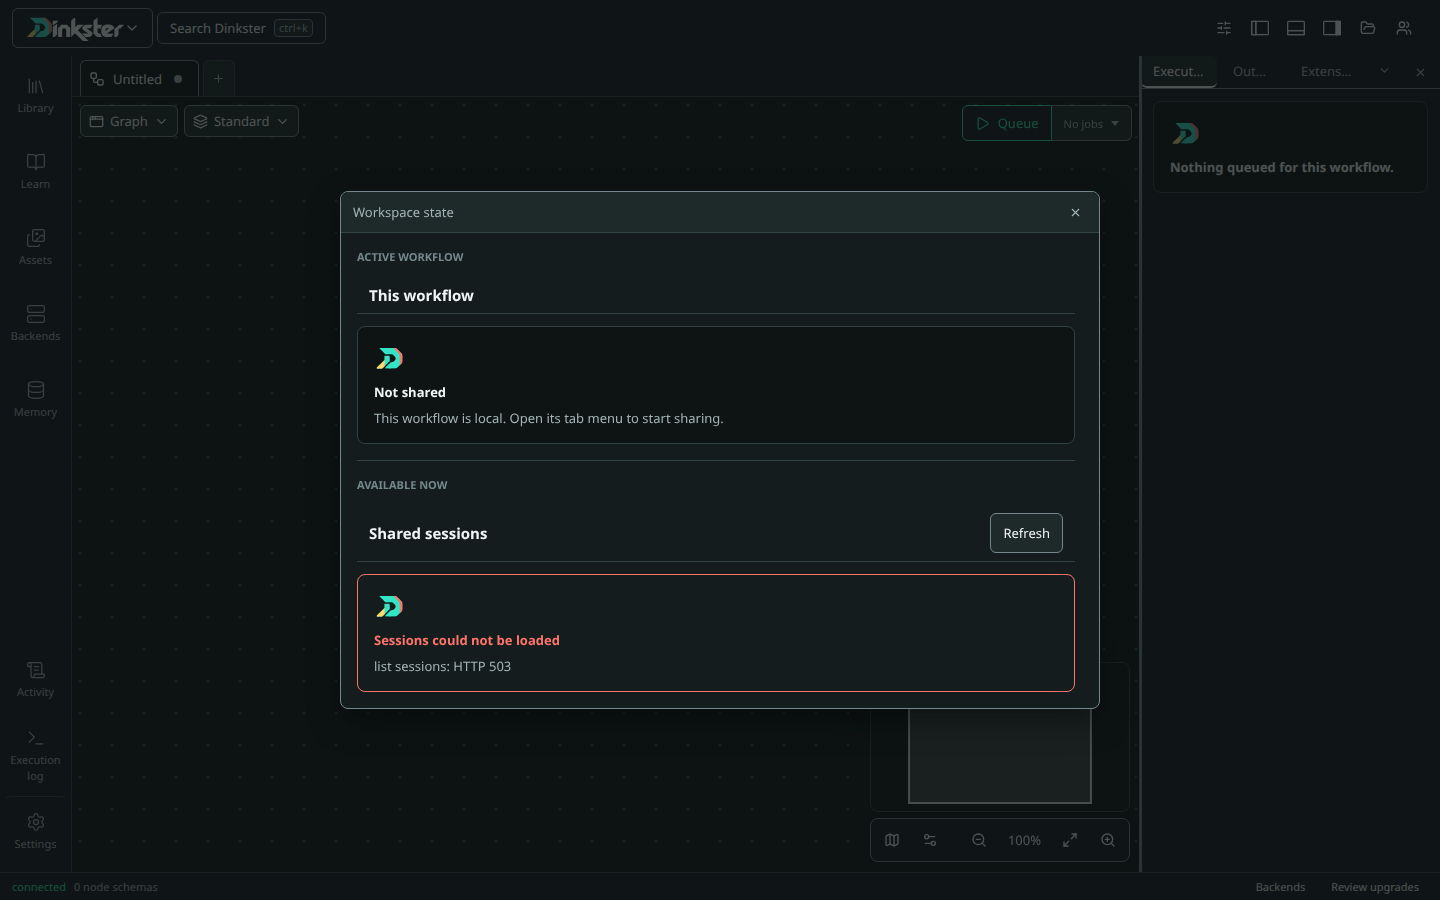 Dinkster
Search Dinkster ctrl+k
Untitled
+
Execut...
Out...
Extens...
Library
Learn
Assets
Backends
Memory
Activity
Execution
log
Settings
Graph
Standard
Queue
No jobs
Nothing queued for this workflow.
Workspace state
ACTIVE WORKFLOW
This workflow
Not shared
This workflow is local. Open its tab menu to start sharing.
AVAILABLE NOW
Shared sessions
Refresh
Sessions could not be loaded
list sessions: HTTP 503
100%
connected 0 node schemas
Backends
Review upgrades